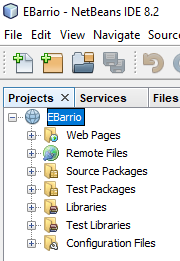 EBarrio - NetBeans IDE 8.2
File Edit View Navigate Source
Projects × Services Files
EBarrio
Web Pages
Remote Files
Source Packages
Test Packages
Libraries
Test Libraries
Configuration Files